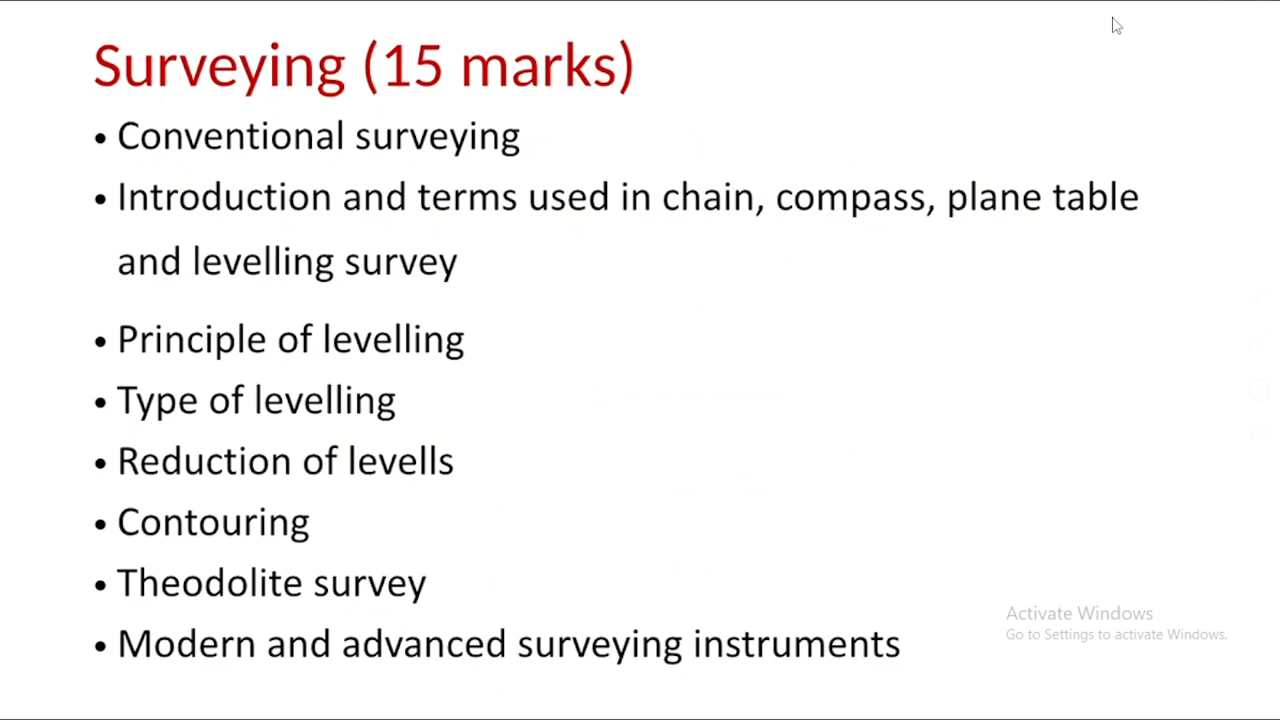 Surveying (15 marks)
• Conventional surveying
• Introduction and terms used in chain, compass, plane table
and levelling survey
• Principle of levelling
• Type of levelling
• Reduction of levells
• Contouring
• Theodolite survey
• Modern and advanced surveying instruments
Activate Windows
Go to Settings to activate Windows.